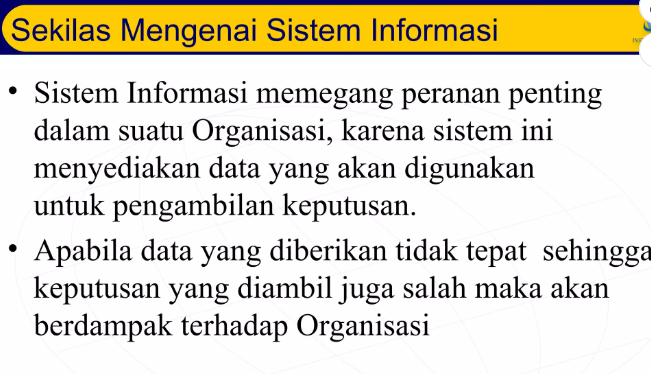 Sekilas Mengenai Sistem Informasi
• Sistem Informasi memegang peranan penting
dalam suatu Organisasi, karena sistem ini
menyediakan data yang akan digunakan
untuk pengambilan keputusan.
• Apabila data yang diberikan tidak tepat  sehingga
keputusan yang diambil juga salah maka akan
berdampak terhadap Organisasi